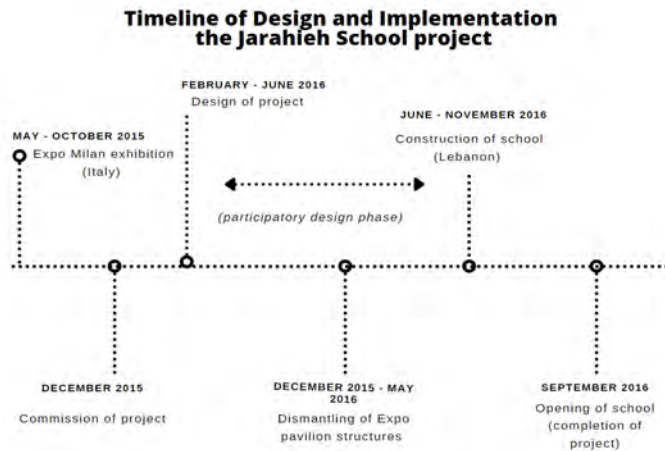 Timeline of Design and Implementation
the Jarahieh School project
FEBRUARY - JUNE 2016
Design of project
JUNE - NOVEMBER 2016
Construction of school
(Lebanon)
MAY - OCTOBER 2015
Expo Milan exhibition
(Italy)
(participatory design phase)
DECEMBER 2015
Commission of project
DECEMBER 2015 - MAY
2016
Dismantling of Expo
pavilion structures
SEPTEMBER 2016
Opening of school
(completion of
project)